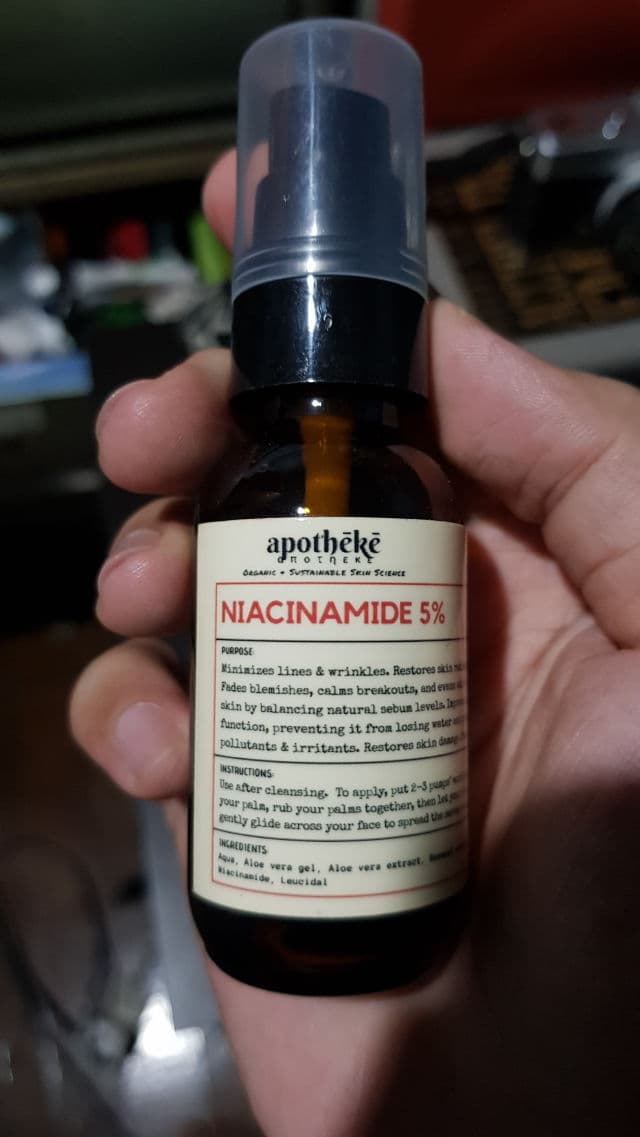 apothēkē
ORGANIC + SUSTAINABLE SKIN SCIENCE
NIACINAMIDE 5%
PURPOSE:
Minimizes lines & wrinkles. Restores skin
Fades blemishes, calms breakouts, and evens
skin by balancing natural sebum levels.
function, preventing it from losing water
pollutants & irritants. Restores skin
INSTRUCTIONS:
Use after cleansing. To apply, put 2-3 pumps'
your palm, rub your palms together, then let
gently glide across your face to spread the
INGREDIENTS
Aqua, Aloe vera gel, Aloe vera extract,
Niacinamide, Leucidal